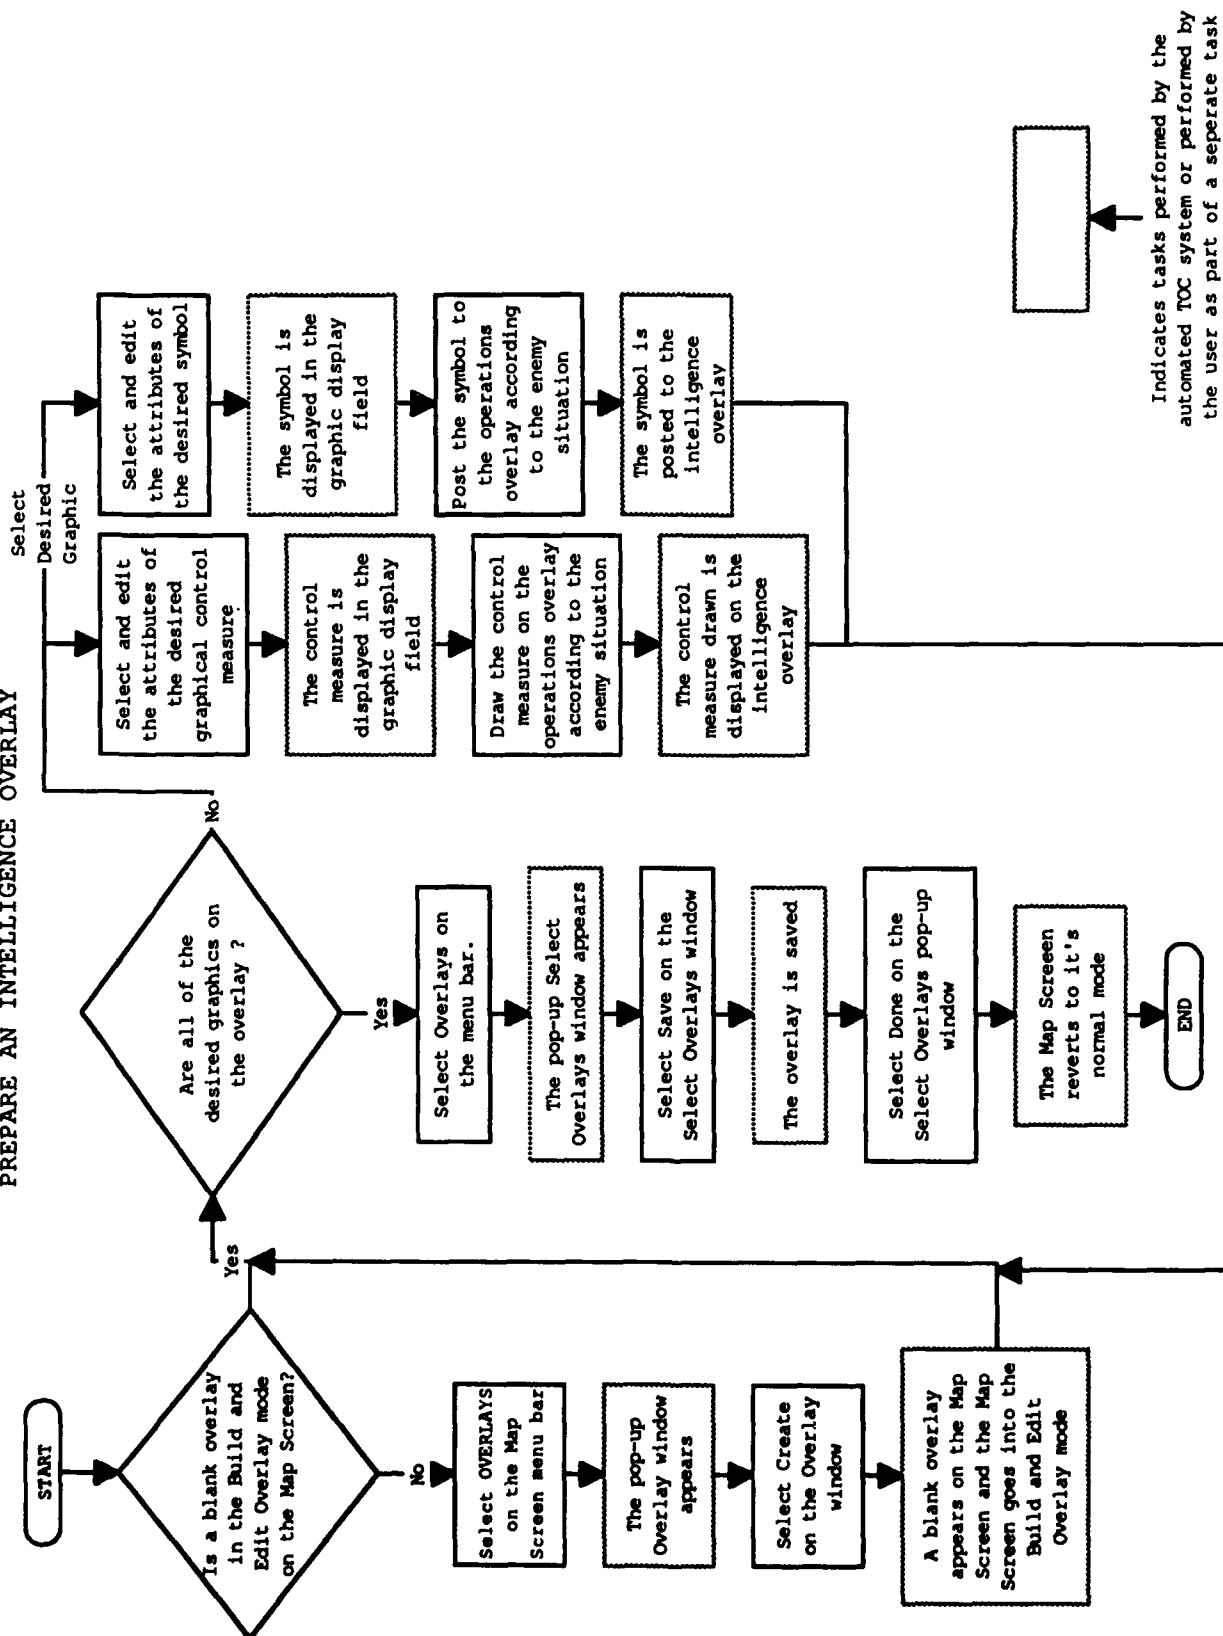 PREPARE AN INTELLIGENCE OVERLAY
START
Is a blank overlay
in the Build and
Edit Overlay mode
on the Map Screen?
Yes
No
Select OVERLAYS
on the Map
Screen menu bar
The pop-up
Overlay window
appears
Select Create
on the Overlay
window
A blank overlay
appears on the Map
Screen and the Map
Screen goes into the
Build and Edit
Overlay mode
Are all of the
desired graphics on
the overlay ?
No
Yes
Select Overlays on
the menu bar.
The pop-up Select
Overlays window appears
Select Save on the
Select Overlays window
The overlay is saved
Select Done on the
Select Overlays pop-up
window
The Map Screeen
reverts to it's
normal mode
END
Select
Desired
Graphic
Select and edit
the attributes of
the desired
graphical control
measure
The control
measure is
displayed in the
graphic display
field
Draw the control
measure on the
operations overlay
according to the
enemy situation
The control
measure drawn is
displayed on the
intelligence
overlay
Select and edit
the attributes of
the desired symbol
The symbol is
displayed in the
graphic display
field
Post the symbol to
the operations
overlay according
to the enemy
situation
The symbol is
posted to the
intelligence
overlay
Indicates tasks performed by the
automated TOC system or performed by
the user as part of a seperate task